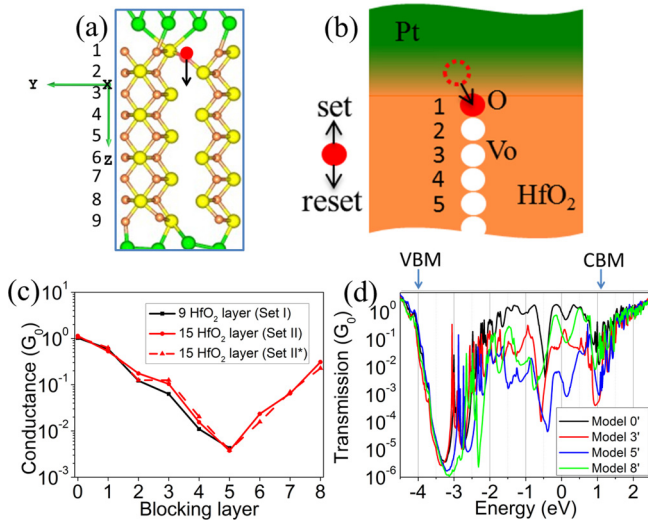 (a)
1
2
3
4
5
6
7
8
9
Y
X
Z
(b)
Pt
set
reset
O
1
2
3
4
5
Vo
HfO2
(c)
Conductance (G0)
10^1
10^0
10^-1
10^-2
10^-3
9 HfO2 layer (Set I)
15 HfO2 layer (Set II)
15 HfO2 layer (Set II*)
0 1 2 3 4 5 6 7 8
Blocking layer
VBM
CBM
(d)
Transmission (G0)
10^0
10^-1
10^-2
10^-3
10^-4
10^-5
10^-6
Model 0'
Model 3'
Model 5'
Model 8'
-4 -3 -2 -1 0 1 2
Energy (eV)